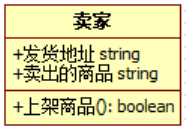 卖家
+发货地址 string
+卖出的商品 string
+上架商品(): boolean